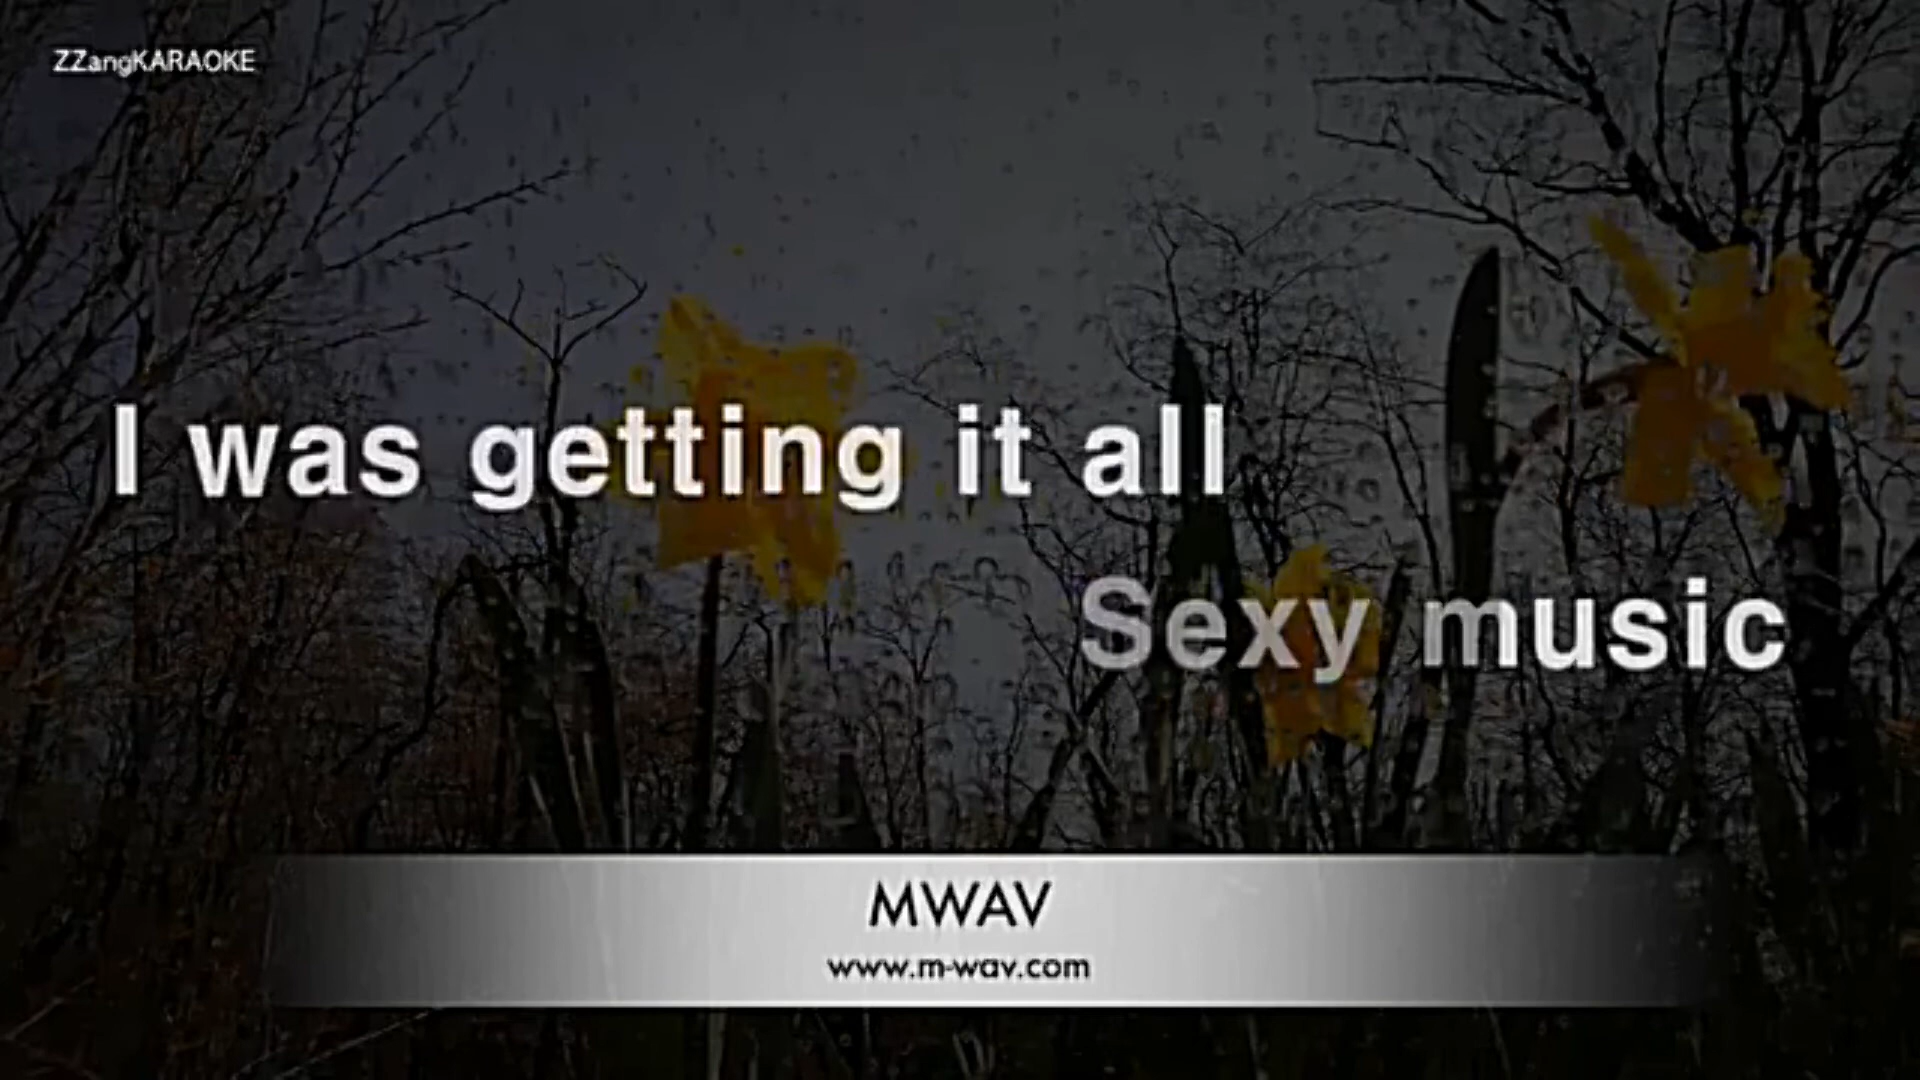 ZZangKARAOKE
I was getting it all
Sexy music
MWAV
www.m-wav.com